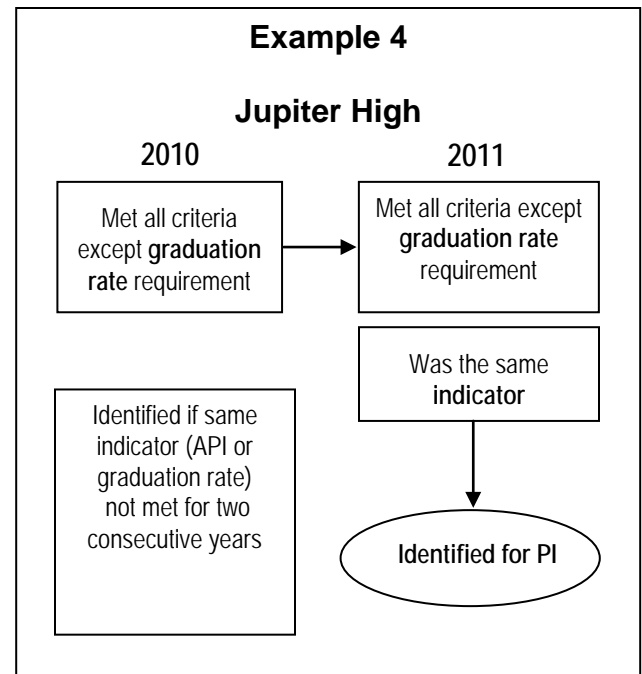 Example 4
Jupiter High
2010
Met all criteria
except graduation
rate requirement
2011
Met all criteria except
graduation rate
requirement
Was the same
indicator
Identified if same
indicator (API or
graduation rate)
not met for two
consecutive years
Identified for PI